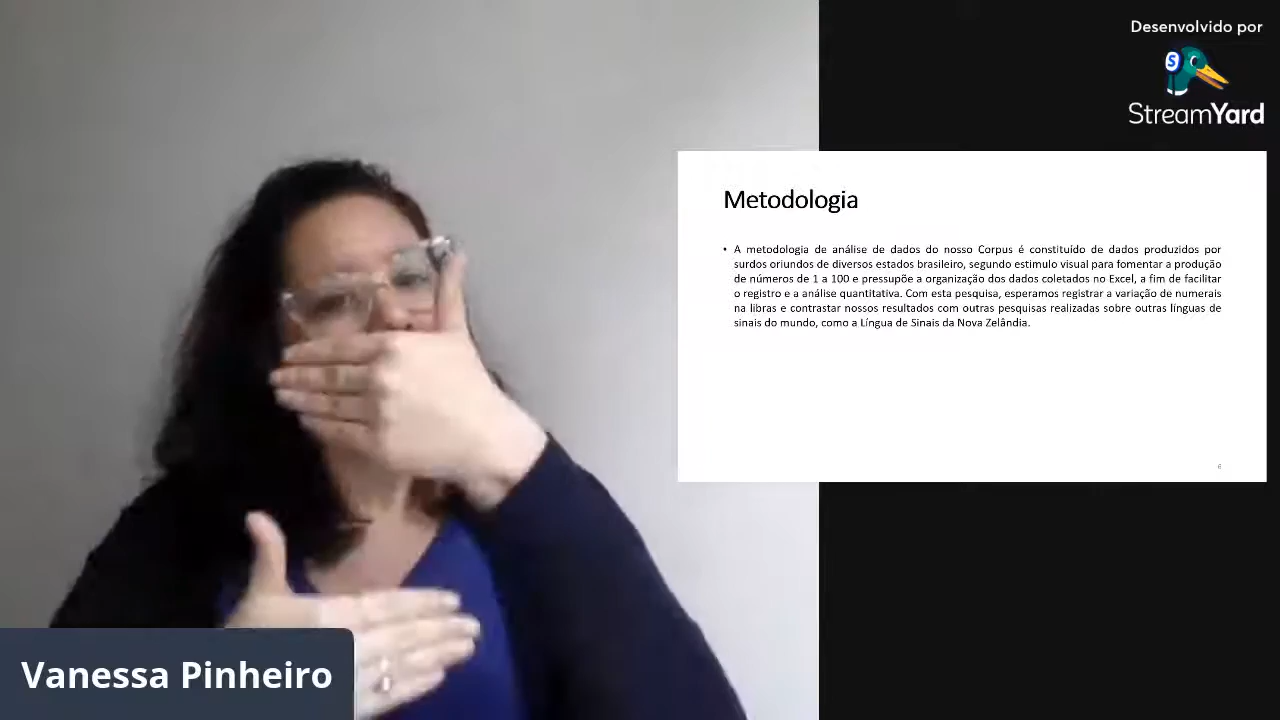 Desenvolvido por
StreamYard
Metodologia
• A metodologia de análise de dados do nosso Corpus é constituído de dados produzidos por
surdos oriundos de diversos estados brasileiro, segundo estimulo visual para fomentar a produção
de números de 1 a 100 e pressupõe a organização dos dados coletados no Excel, a fim de facilitar
o registro e a análise quantitativa. Com esta pesquisa, esperamos registrar a variação de numerais
na libras e contrastar nossos resultados com outras pesquisas realizadas sobre outras línguas de
sinais do mundo, como a Língua de Sinais da Nova Zelândia.
6
Vanessa Pinheiro